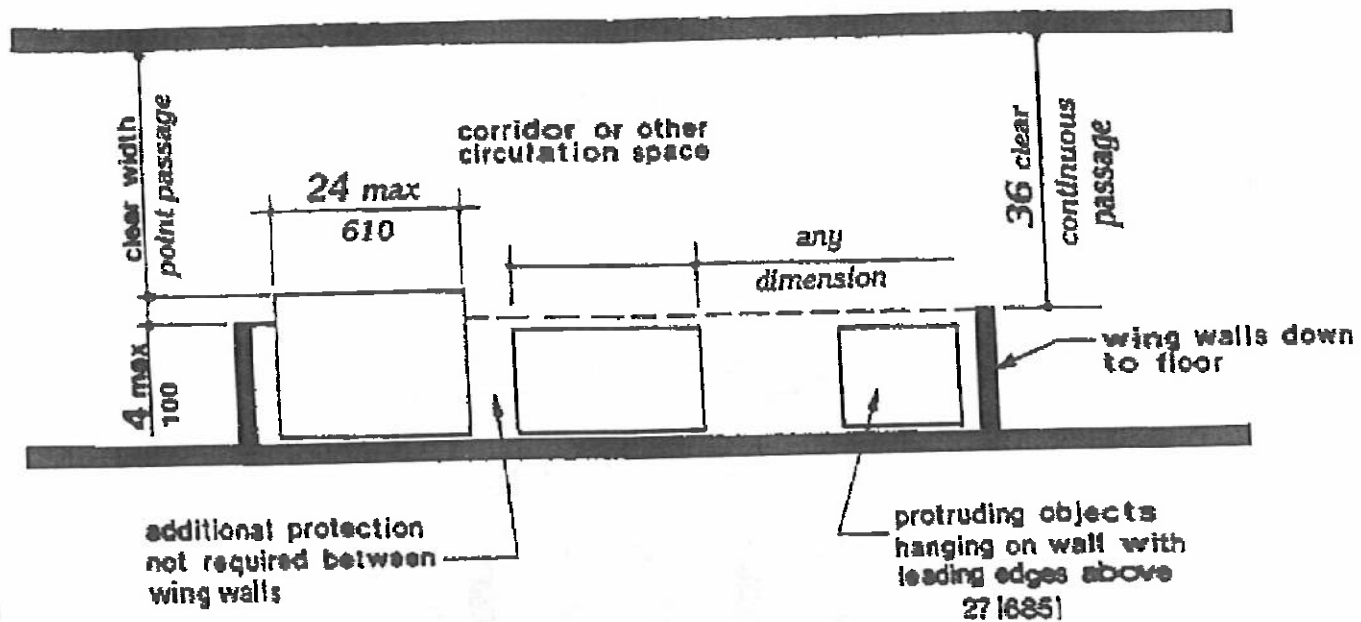 clear width
point passage
corridor or other
circulation space
36 clear
continuous
passage
24 max
610
any
dimension
4 max
100
wing walls down
to floor
additional protection
not required between
wing walls
protruding objects
hanging on wall with
leading edges above
27 [685]